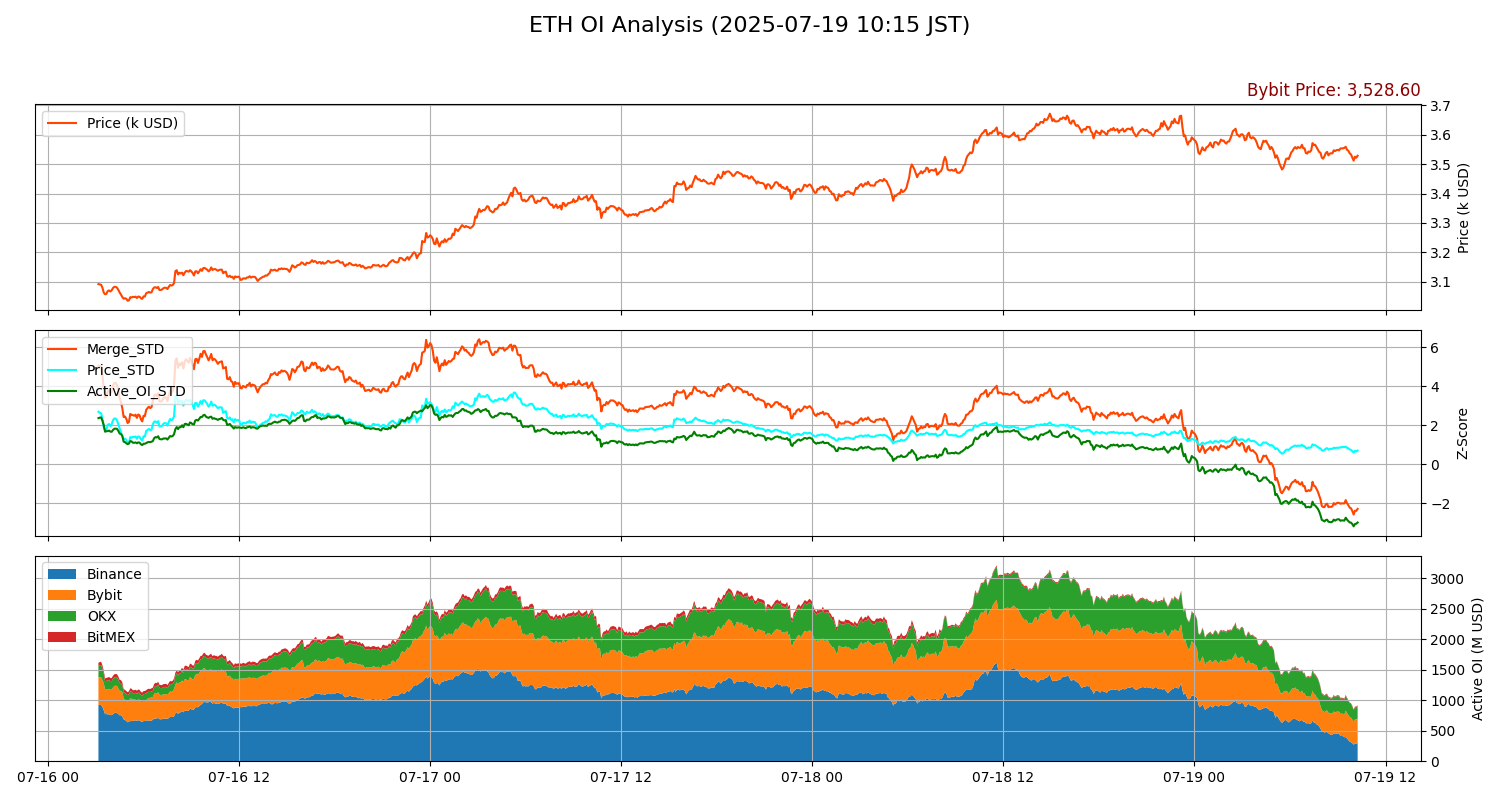 ETH OI Analysis (2025-07-19 10:15 JST)
Bybit Price: 3,528.60
Price (k USD)
3.7
3.6
3.5
3.4
3.3
3.2
3.1
Price (k USD)
Merge_STD
Price_STD
Active_OI_STD
6
4
2
0
−2
Z-Score
Binance
Bybit
OKX
BitMEX
3000
2500
2000
1500
1000
500
0
Active OI (M USD)
07-16 00
07-16 12
07-17 00
07-17 12
07-18 00
07-18 12
07-19 00
07-19 12